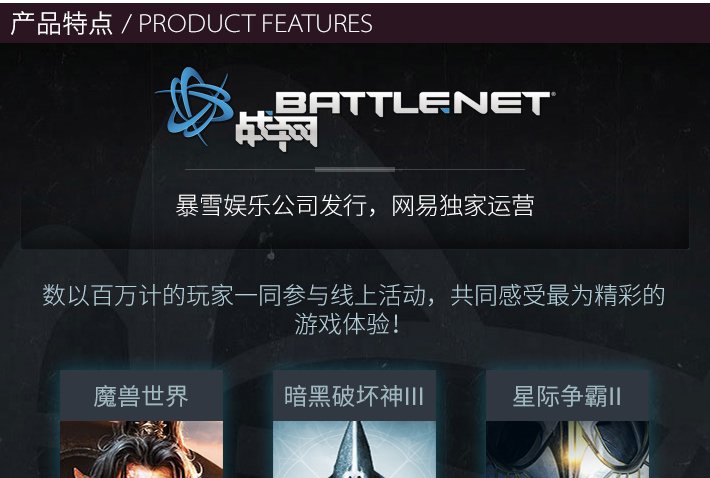 产品特点 / PRODUCT FEATURES
BATTLE.NET®
战网
暴雪娱乐公司发行，网易独家运营
数以百万计的玩家一同参与线上活动，共同感受最为精彩的
游戏体验！
魔兽世界
暗黑破坏神III
星际争霸II